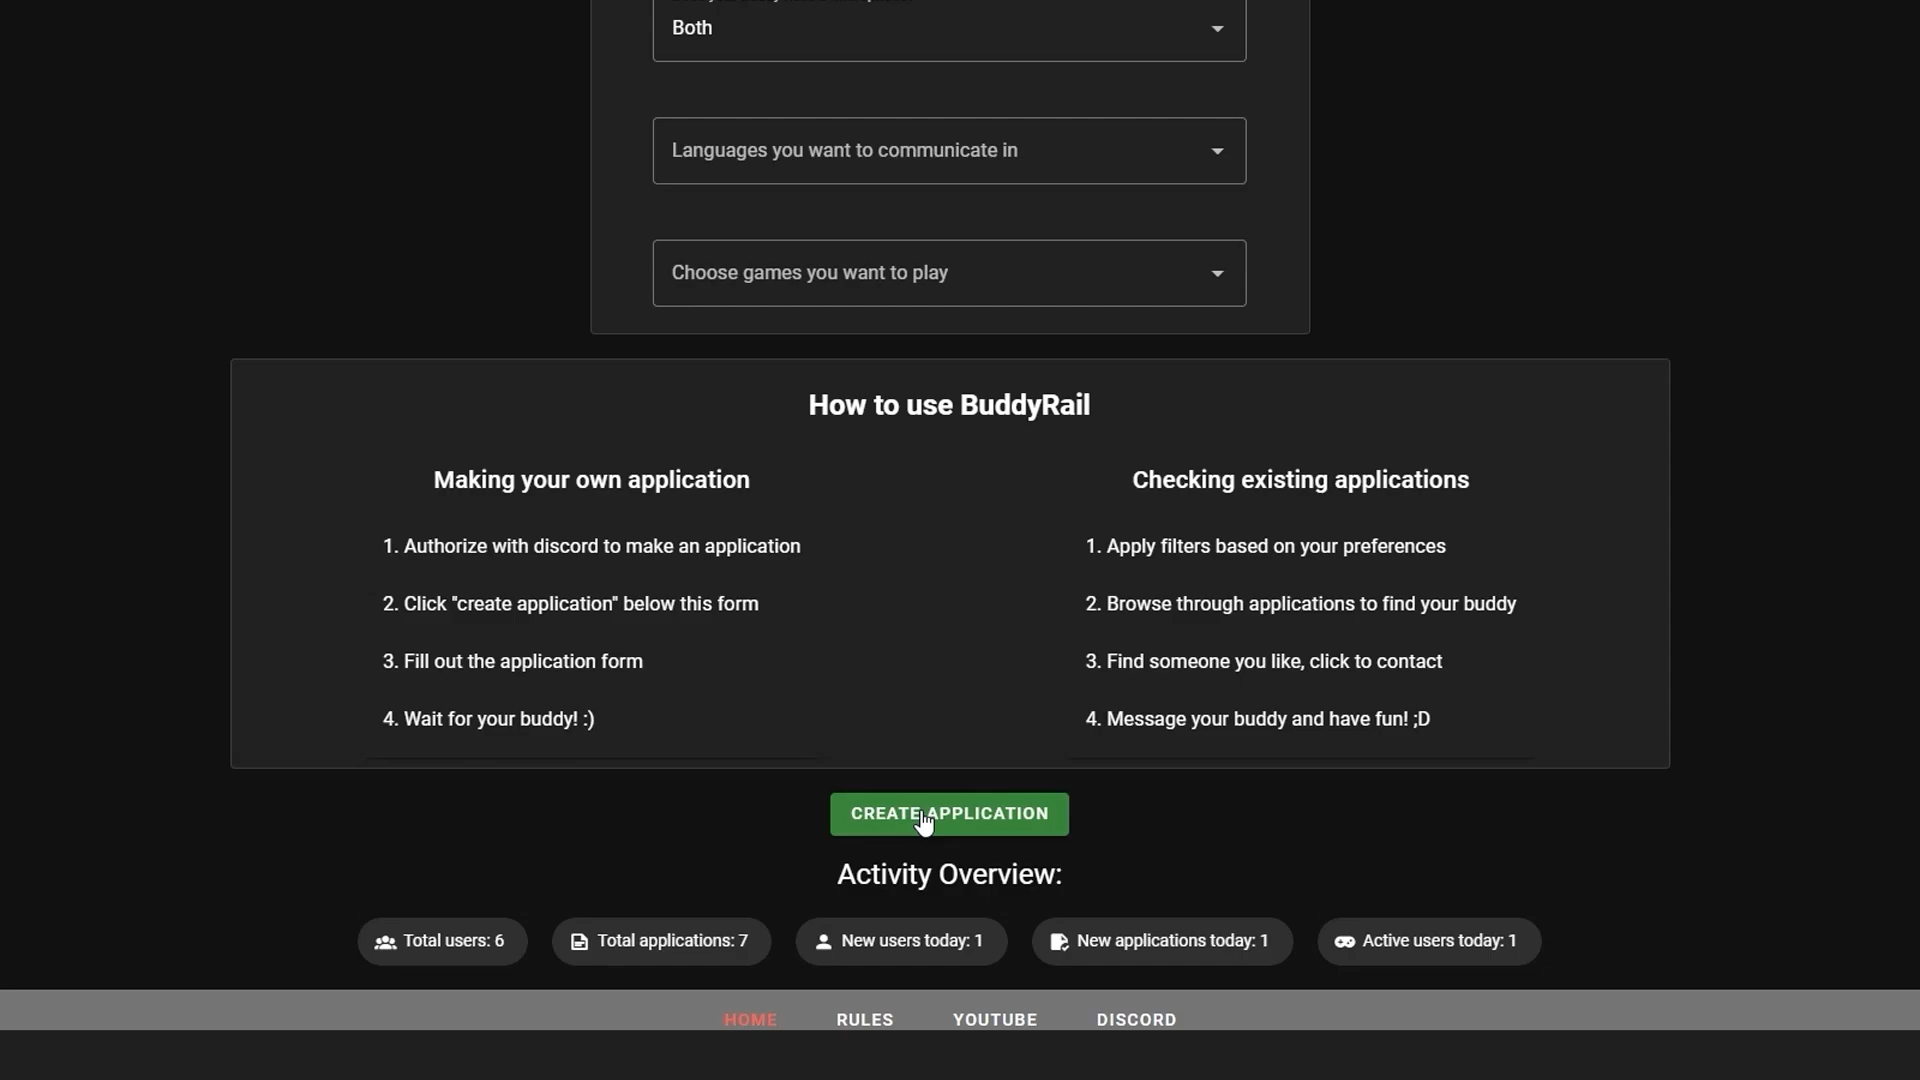 Both
Languages you want to communicate in
Choose games you want to play
How to use BuddyRail
Making your own application
1. Authorize with discord to make an application
2. Click "create application" below this form
3. Fill out the application form
4. Wait for your buddy! :)
Checking existing applications
1. Apply filters based on your preferences
2. Browse through applications to find your buddy
3. Find someone you like, click to contact
4. Message your buddy and have fun! ;D
CREATE APPLICATION
Activity Overview:
Total users: 6
Total applications: 7
New users today: 1
New applications today: 1
Active users today: 1
HOME
RULES
YOUTUBE
DISCORD